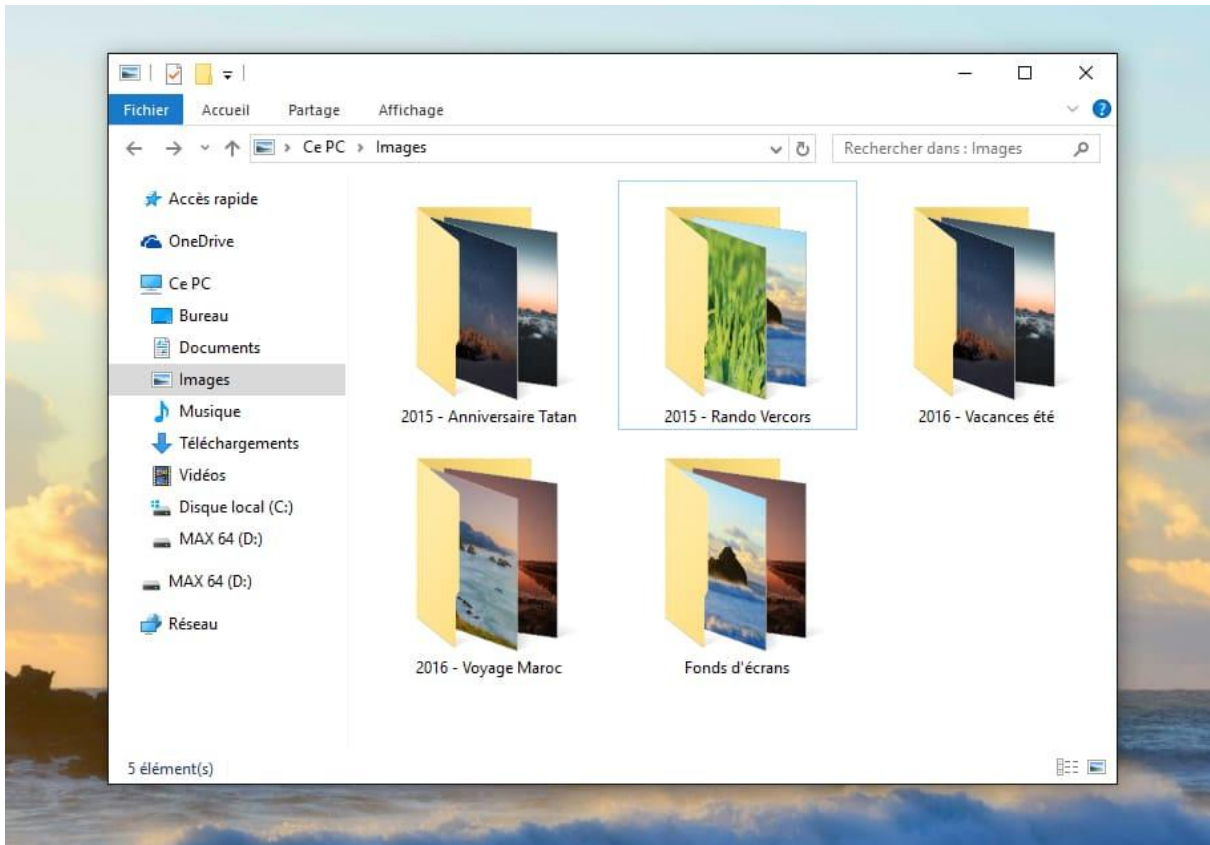 Fichier Accueil Partage Affichage
Ce PC Images
Rechercher dans : Images
Accès rapide
OneDrive
Ce PC
Bureau
Documents
Images
Musique
Téléchargements
Vidéos
Disque local (C:)
MAX 64 (D:)
MAX 64 (D:)
Réseau
2015 - Anniversaire Tatan
2015 - Rando Vercors
2016 - Vacances été
2016 - Voyage Maroc
Fonds d'écrans
5 élément(s)